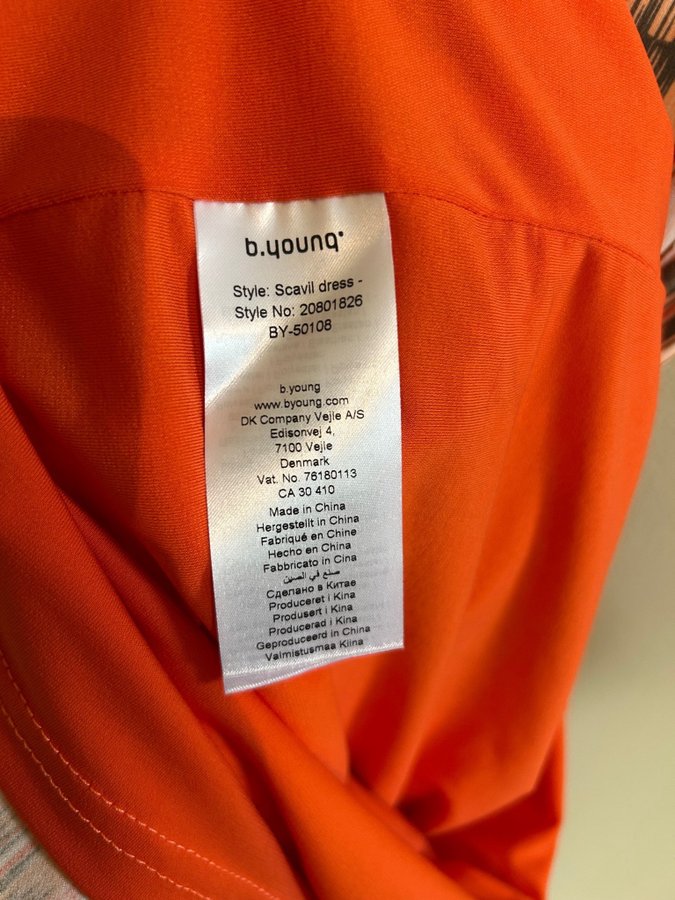 b.young.
Style: Scavil dress -
Style No: 20801826
BY-50108
b.young
www.byoung.com
DK Company Vejle A/S
Edisonvej 4,
7100 Vejle
Denmark
Vat. No. 76180113
CA 30 410
Made in China
Hergestellt in China
Fabriqué en Chine
Hecho en China
Fabbricato in Cina
صنع في الصين
Сделано в Китае
Produceret i Kina
Produsert i Kina
Producerad i Kina
Geproduceerd in China
Valmistusmaa Kiina